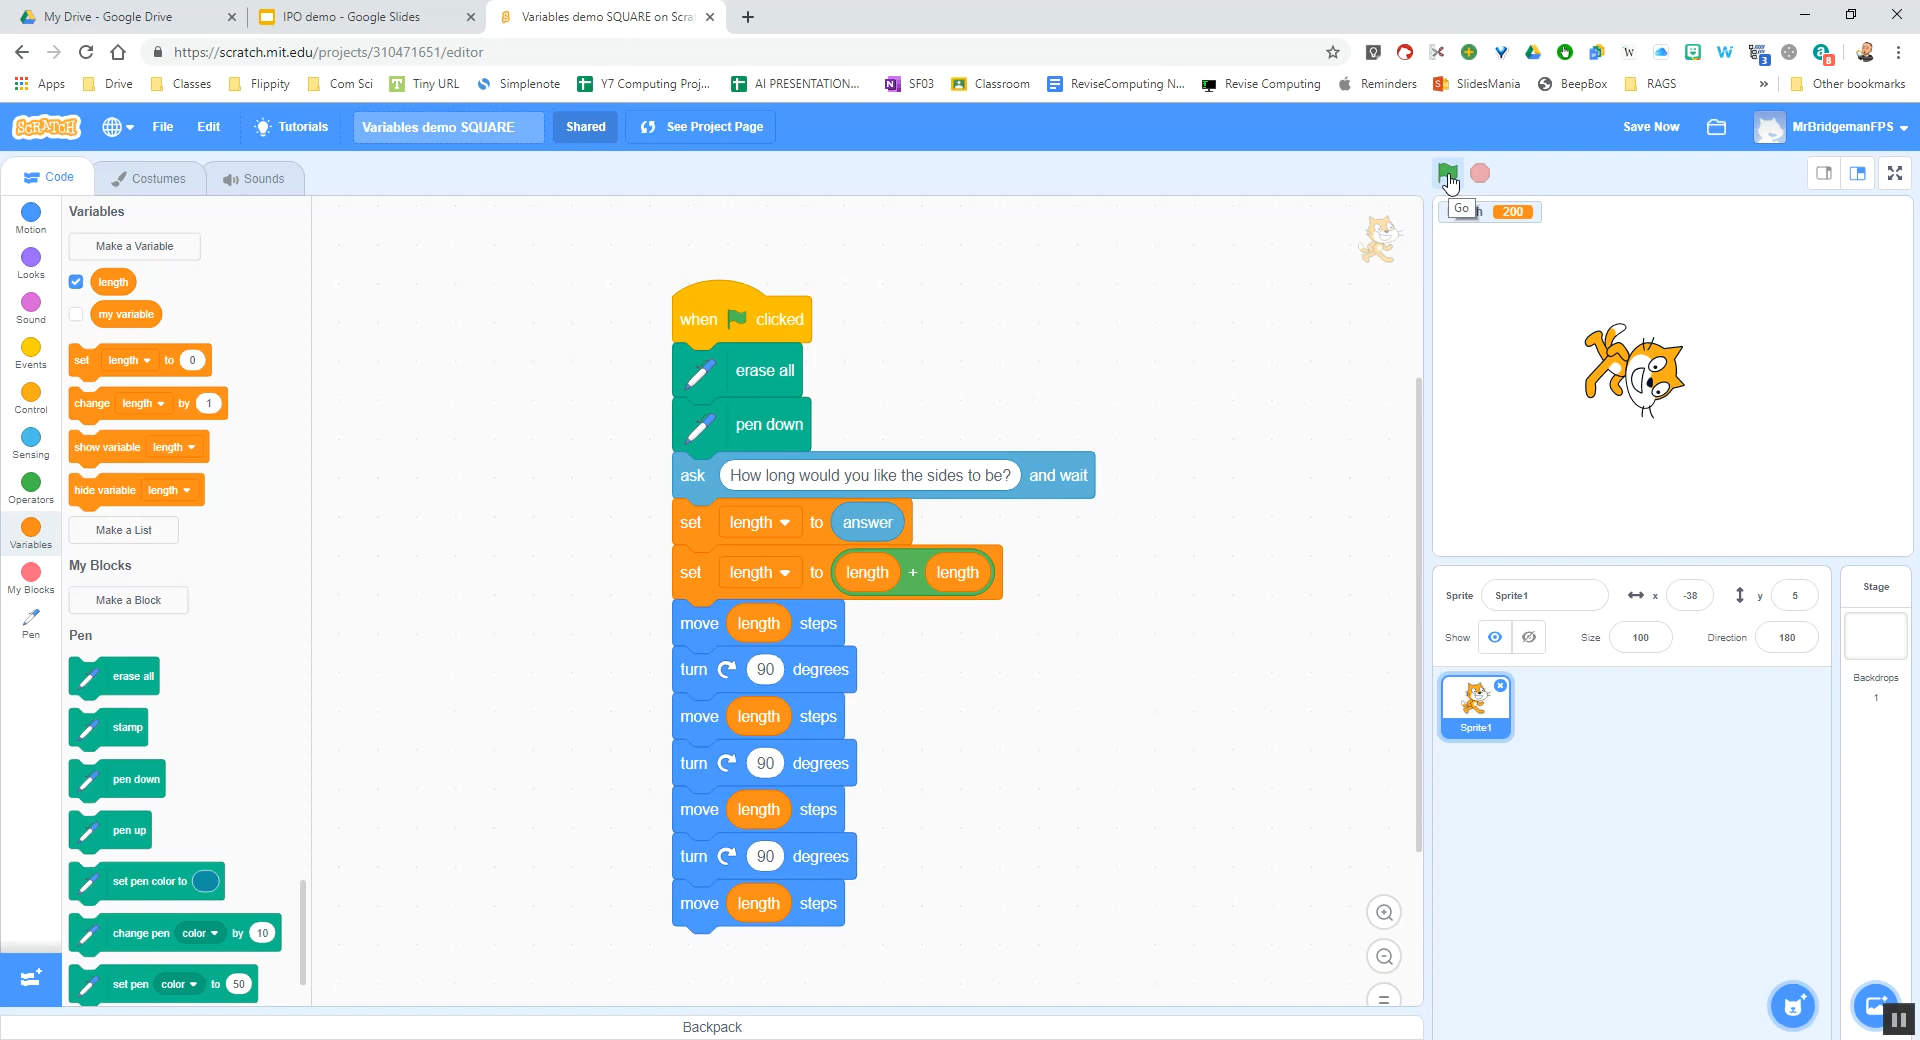 My Drive - Google Drive
IPO demo - Google Slides
Variables demo SQUARE on Scra
https://scratch.mit.edu/projects/310471651/editor
Apps Drive Classes Flippity Com Sci Tiny URL Simplenote Y7 Computing Proj... AI PRESENTATION... SF03 Classroom ReviseComputing N... Revise Computing Reminders SlidesMania BeepBox RAGS » Other bookmarks
SCRATCH File Edit Tutorials Variables demo SQUARE Shared See Project Page Save Now MrBridgemanFPS
Code Costumes Sounds
Motion
Looks
Sound
Events
Control
Sensing
Operators
Variables
My Blocks
Pen
Variables
Make a Variable
length
my variable
set length to 0
change length by 1
show variable length
hide variable length
Make a List
My Blocks
Make a Block
Pen
erase all
stamp
pen down
pen up
set pen color to
change pen color by 10
set pen color to 50
when clicked
erase all
pen down
ask How long would you like the sides to be? and wait
set length to answer
set length to length + length
move length steps
turn 90 degrees
move length steps
turn 90 degrees
move length steps
turn 90 degrees
move length steps
Backpack
Go
h 200
Sprite Sprite1 x -38 y 5
Show Size 100 Direction 180
Sprite1
Stage
Backdrops
1